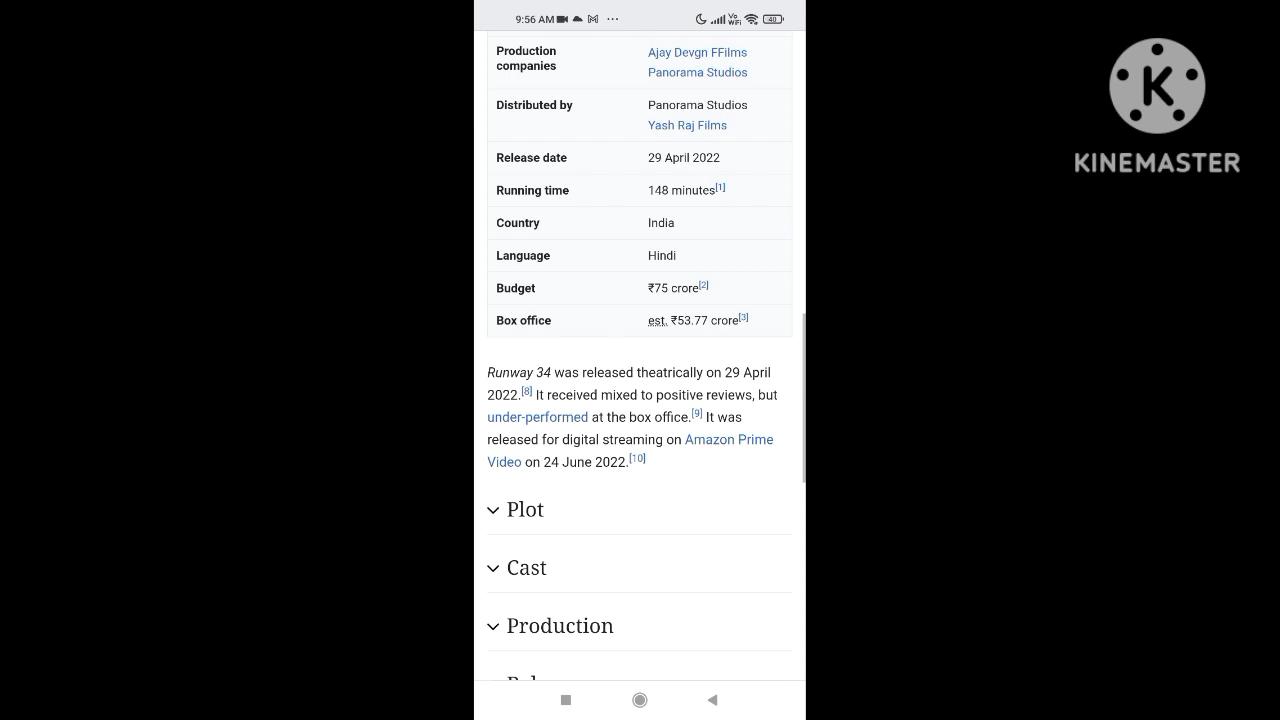 9:56 AM
Vo
WiFi
40
K
KINEMASTER
Production
companies
Ajay Devgn FFilms
Panorama Studios
Distributed by
Panorama Studios
Yash Raj Films
Release date
29 April 2022
Running time
148 minutes[1]
Country
India
Language
Hindi
Budget
₹75 crore[2]
Box office
est. ₹53.77 crore[3]
Runway 34 was released theatrically on 29 April
2022.[8] It received mixed to positive reviews, but
under-performed at the box office.[9] It was
released for digital streaming on Amazon Prime
Video on 24 June 2022.[10]
Plot
Cast
Production